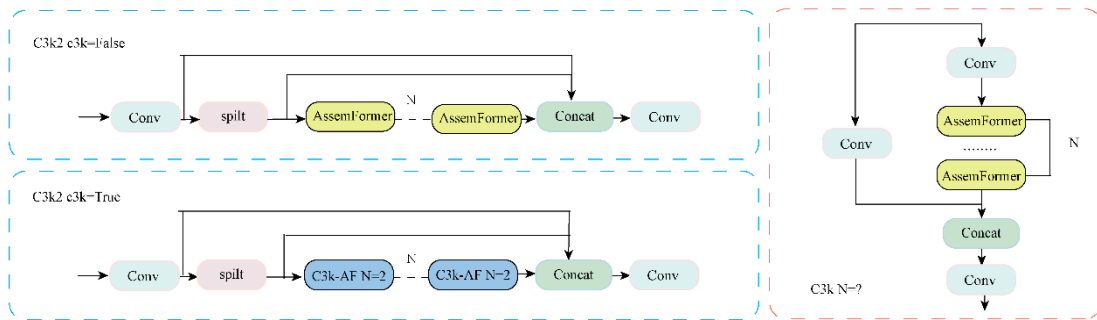 C3k2 c3k=False
Conv
spilt
AssemFormer
N
AssemFormer
Concat
Conv
C3k2 c3k=True
Conv
spilt
C3k-AF N=2
N
C3k-AF N=2
Concat
Conv
Conv
AssemFormer
........
N
Conv
AssemFormer
Concat
Conv
C3k N=?